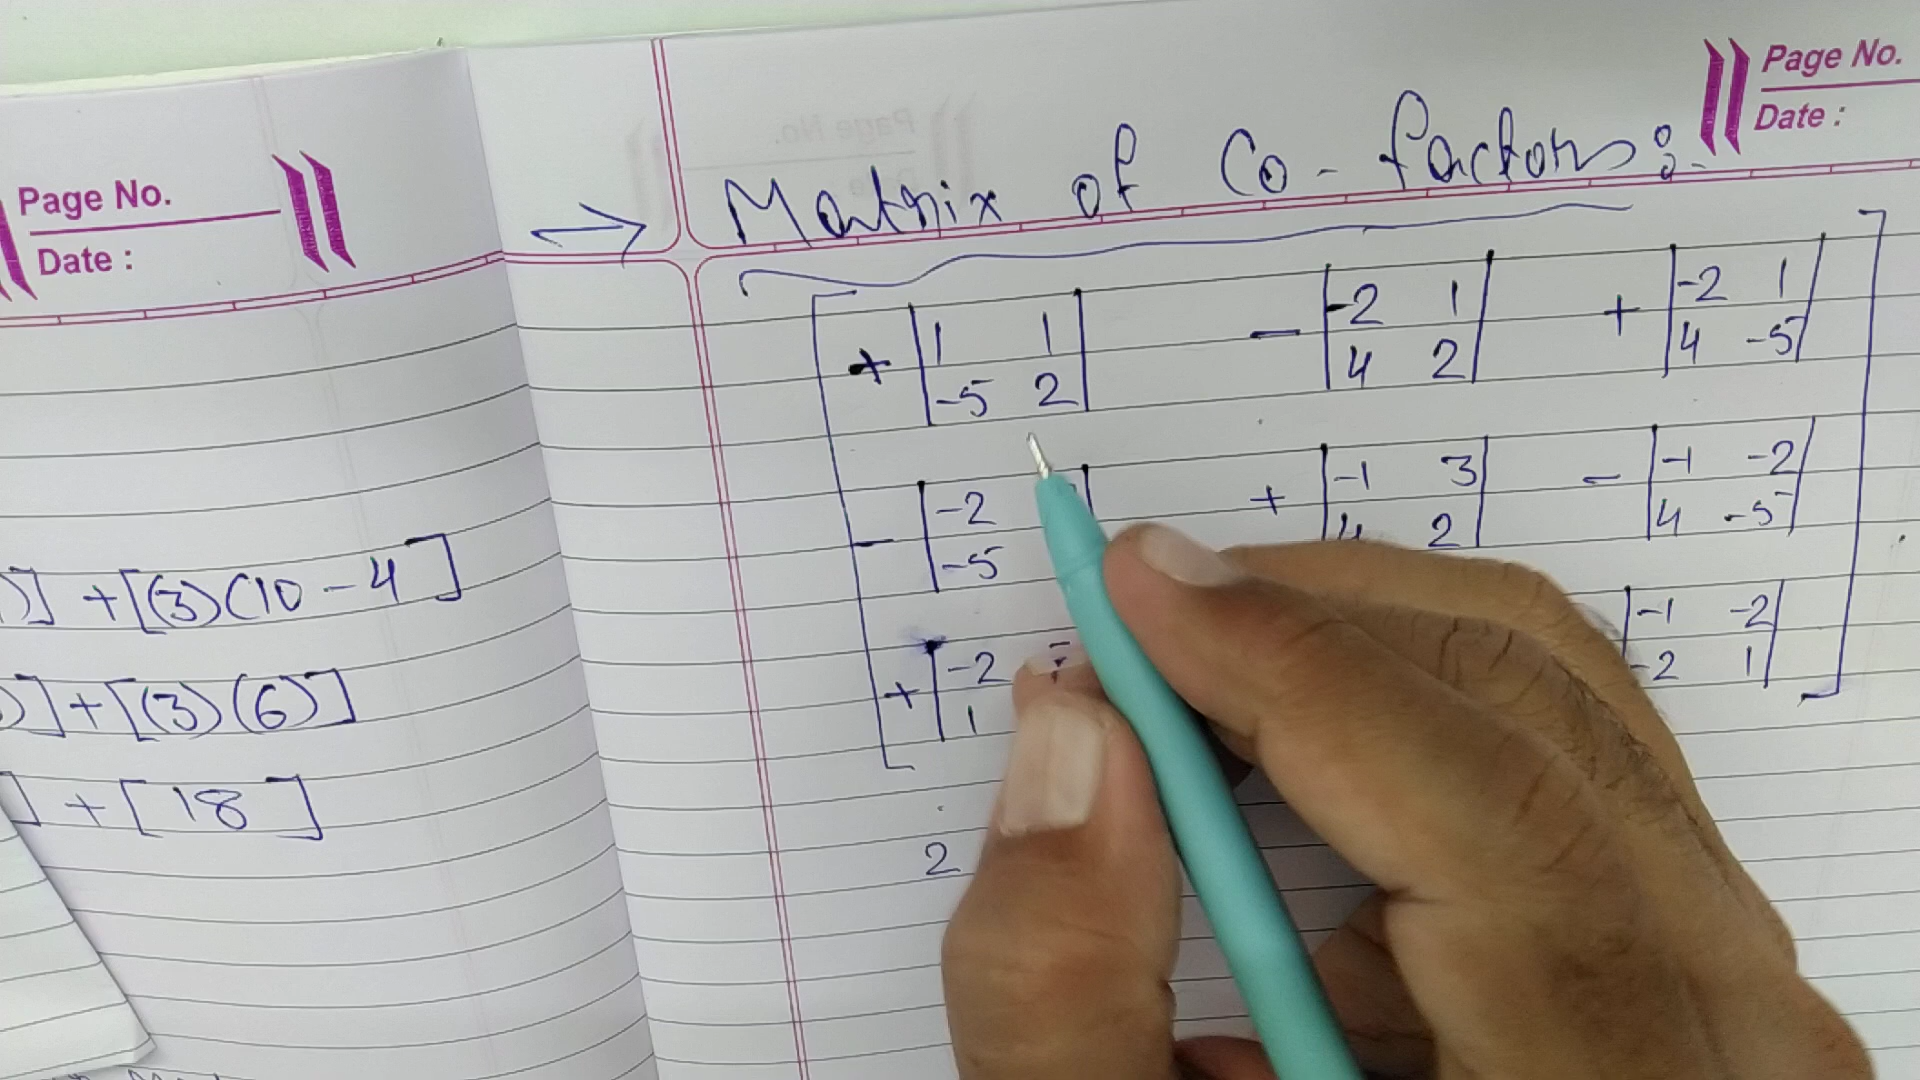 Page No.
Date :
)] + [(3)(10 - 4]
)] + [(3)(6)]
] + [18]
Page No.
Date :
→ Matrix of Co-factors :-
+ | 1 1 | - | -2 1 | + | -2 1 |
| -5 2 | | 4 2 | | 4 -5 |
- | -2 | + | -1 3 | - | -1 -2 |
| -5 | 4 2 | | 4 -5 |
+ | -2 | -1 -2 |
| 1 | -2 1 |
2